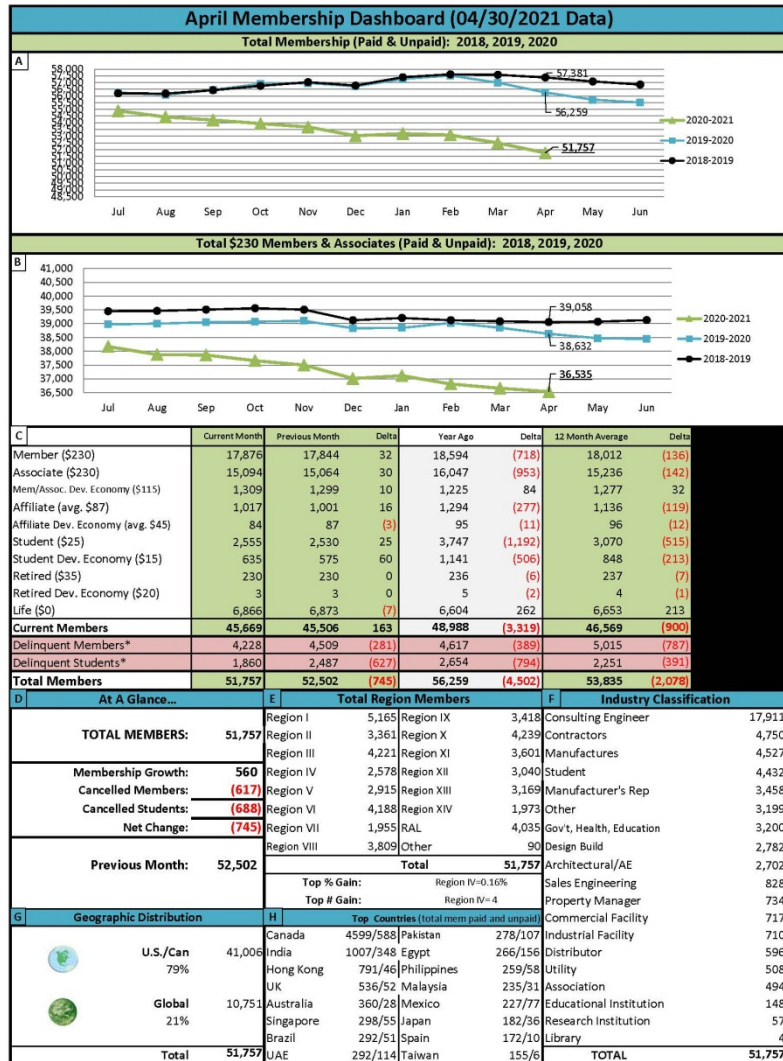 April Membership Dashboard (04/30/2021 Data)
Total Membership (Paid & Unpaid): 2018, 2019, 2020
A
58,000
57,500
57,000
56,500
56,000
55,500
55,000
54,500
54,000
53,500
53,000
52,500
52,000
51,500
51,000
50,500
50,000
49,500
49,000
48,500
57,381
56,259
51,757
Jul Aug Sep Oct Nov Dec Jan Feb Mar Apr May Jun
2020-2021
2019-2020
2018-2019
Total $230 Members & Associates (Paid & Unpaid): 2018, 2019, 2020
B
41,000
40,500
40,000
39,500
39,000
38,500
38,000
37,500
37,000
36,500
39,058
38,632
36,535
Jul Aug Sep Oct Nov Dec Jan Feb Mar Apr May Jun
2020-2021
2019-2020
2018-2019
C Current Month Previous Month Delta Year Ago Delta 12 Month Average Delta
Member ($230) 17,876 17,844 32 18,594 (718) 18,012 (136)
Associate ($230) 15,094 15,064 30 16,047 (953) 15,236 (142)
Mem/Assoc. Dev. Economy ($115) 1,309 1,299 10 1,225 84 1,277 32
Affiliate (avg. $87) 1,017 1,001 16 1,294 (277) 1,136 (119)
Affiliate Dev. Economy (avg. $45) 84 87 (3) 95 (11) 96 (12)
Student ($25) 2,555 2,530 25 3,747 (1,192) 3,070 (515)
Student Dev. Economy ($15) 635 575 60 1,141 (506) 848 (213)
Retired ($35) 230 230 0 236 (6) 237 (7)
Retired Dev. Economy ($20) 3 3 0 5 (2) 4 (1)
Life ($0) 6,866 6,873 (7) 6,604 262 6,653 213
Current Members 45,669 45,506 163 48,988 (3,319) 46,569 (900)
Delinquent Members* 4,228 4,509 (281) 4,617 (389) 5,015 (787)
Delinquent Students* 1,860 2,487 (627) 2,654 (794) 2,251 (391)
Total Members 51,757 52,502 (745) 56,259 (4,502) 53,835 (2,078)
D At A Glance...
TOTAL MEMBERS: 51,757
Membership Growth: 560
Cancelled Members: (617)
Cancelled Students: (688)
Net Change: (745)
Previous Month: 52,502
E Total Region Members
Region I 5,165 Region IX 3,418
Region II 3,361 Region X 4,239
Region III 4,221 Region XI 3,601
Region IV 2,578 Region XII 3,040
Region V 2,915 Region XIII 3,169
Region VI 4,188 Region XIV 1,973
Region VII 1,955 RAL 4,035
Region VIII 3,809 Other 90
Total 51,757
Top % Gain: Region IV=0.16%
Top # Gain: Region IV= 4
F Industry Classification
Consulting Engineer 17,911
Contractors 4,750
Manufactures 4,527
Student 4,432
Manufacturer's Rep 3,458
Other 3,199
Gov't, Health, Education 3,200
Design Build 2,782
Architectural/AE 2,702
Sales Engineering 828
Property Manager 734
Commercial Facility 717
Industrial Facility 710
Distributor 596
Utility 508
Association 494
Educational Institution 148
Research Institution 57
Library 4
TOTAL 51,757
G Geographic Distribution
U.S./Can 41,006
79%
Global 10,751
21%
Total 51,757
H Top Countries (total mem paid and unpaid)
Canada 4599/588 Pakistan 278/107
India 1007/348 Egypt 266/156
Hong Kong 791/46 Philippines 259/58
UK 536/52 Malaysia 235/31
Australia 360/28 Mexico 227/77
Singapore 298/55 Japan 182/36
Brazil 292/51 Spain 172/10
UAE 292/114 Taiwan 155/6